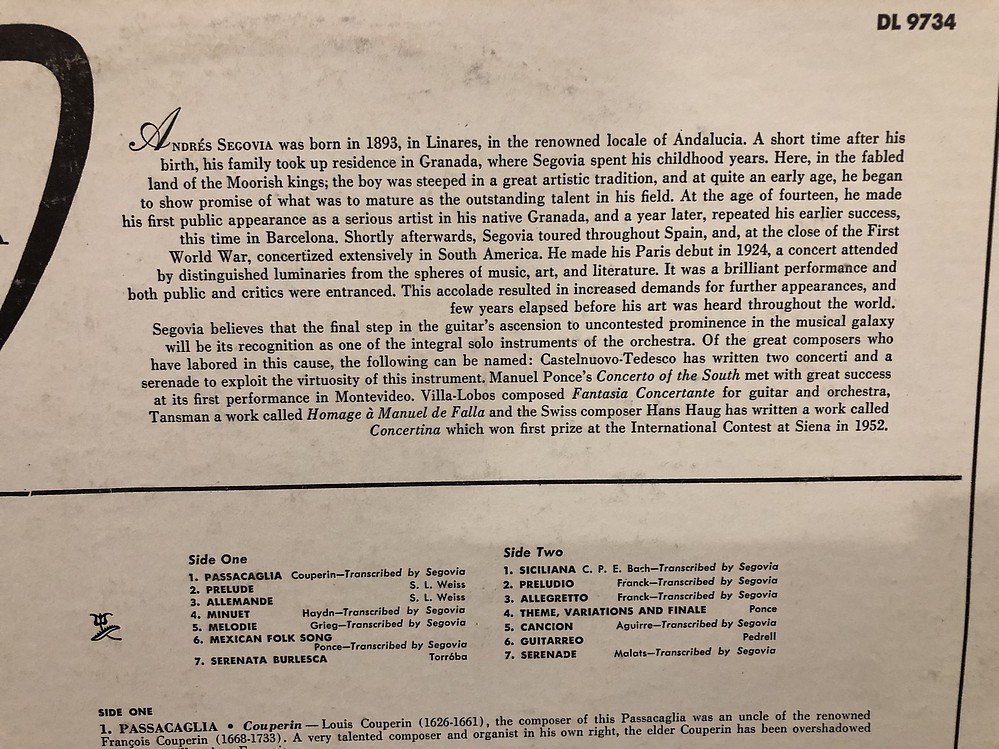 DL 9734
ANDRÉS SEGOVIA was born in 1893, in Linares, in the renowned locale of Andalucia. A short time after his
birth, his family took up residence in Granada, where Segovia spent his childhood years. Here, in the fabled
land of the Moorish kings; the boy was steeped in a great artistic tradition, and at quite an early age, he began
to show promise of what was to mature as the outstanding talent in his field. At the age of fourteen, he made
his first public appearance as a serious artist in his native Granada, and a year later, repeated his earlier success,
this time in Barcelona. Shortly afterwards, Segovia toured throughout Spain, and, at the close of the First
World War, concertized extensively in South America. He made his Paris debut in 1924, a concert attended
by distinguished luminaries from the spheres of music, art, and literature. It was a brilliant performance and
both public and critics were entranced. This accolade resulted in increased demands for further appearances, and
few years elapsed before his art was heard throughout the world.
Segovia believes that the final step in the guitar's ascension to uncontested prominence in the musical galaxy
will be its recognition as one of the integral solo instruments of the orchestra. Of the great composers who
have labored in this cause, the following can be named: Castelnuovo-Tedesco has written two concerti and a
serenade to exploit the virtuosity of this instrument. Manuel Ponce's Concerto of the South met with great success
at its first performance in Montevideo. Villa-Lobos composed Fantasia Concertante for guitar and orchestra,
Tansman a work called Homage à Manuel de Falla and the Swiss composer Hans Haug has written a work called
Concertina which won first prize at the International Contest at Siena in 1952.
Side One
1. PASSACAGLIA Couperin—Transcribed by Segovia
2. PRELUDE S. L. Weiss
3. ALLEMANDE S. L. Weiss
4. MINUET Haydn—Transcribed by Segovia
5. MELODIE Grieg—Transcribed by Segovia
6. MEXICAN FOLK SONG
Ponce—Transcribed by Segovia
7. SERENATA BURLESCA Torróba
Side Two
1. SICILIANA C. P. E. Bach—Transcribed by Segovia
2. PRELUDIO Franck—Transcribed by Segovia
3. ALLEGRETTO Franck—Transcribed by Segovia
4. THEME, VARIATIONS AND FINALE Ponce
5. CANCION Aguirre—Transcribed by Segovia
6. GUITARREO Pedrell
7. SERENADE Malats—Transcribed by Segovia
SIDE ONE
1. PASSACAGLIA • Couperin — Louis Couperin (1626-1661), the composer of this Passacaglia was an uncle of the renowned
François Couperin (1668-1733). A very talented composer and organist in his own right, the elder Couperin has been overshadowed